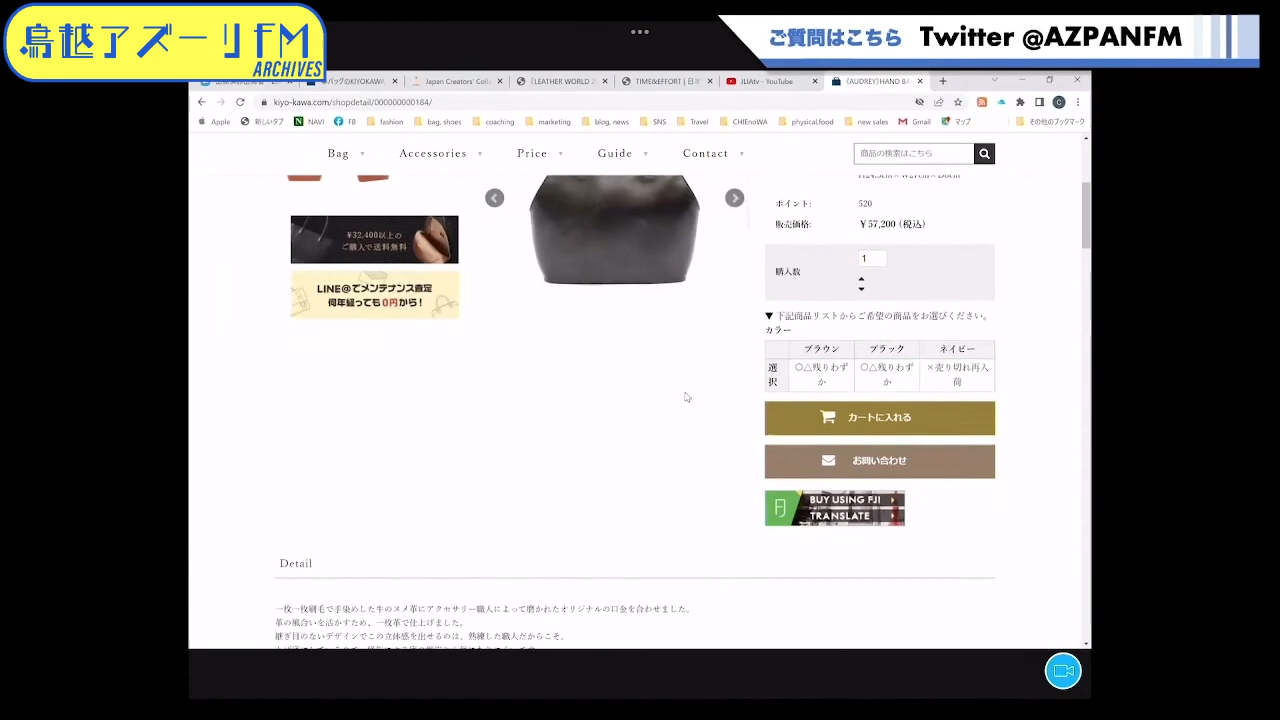 鳥越アズーリFM
ARCHIVES
ご質問はこちら Twitter @AZPANFM
バッグのKIYOKAWA
Japan Creators' Coll
「LEATHER WORLD 2
TIME&EFFORT | 日本
JLIAtv - YouTube
《AUDREY》HAND BA
kiyo-kawa.com/shopdetail/000000000184/
Apple 新しいタブ NAVI FB fashion bag, shoes coaching marketing blog, news SNS Travel CHIEnoWA physical,food new sales Gmail マップ その他のブックマーク
Bag Accessories Price Guide Contact 商品の検索はこちら
ポイント: 520
販売価格: ￥57,200 (税込)
購入数 1
¥32,400以上の
ご購入で送料無料
LINE@でメンテナンス査定
何年経っても0円から！
▼ 下記商品リストからご希望の商品をお選びください。
カラー
ブラウン ブラック ネイビー
選択 〇△残りわずか 〇△残りわずか ×売り切れ再入荷
カートに入れる
お問い合わせ
BUY USING FJ!
TRANSLATE
Detail
一枚一枚刷毛で手染めした牛のヌメ革にアクセサリー職人によって磨かれたオリジナルの口金を合わせました。
革の風合いを活かすため、一枚革で仕上げました。
継ぎ目のないデザインでこの立体感を出せるのは、熟練した職人だからこそ。